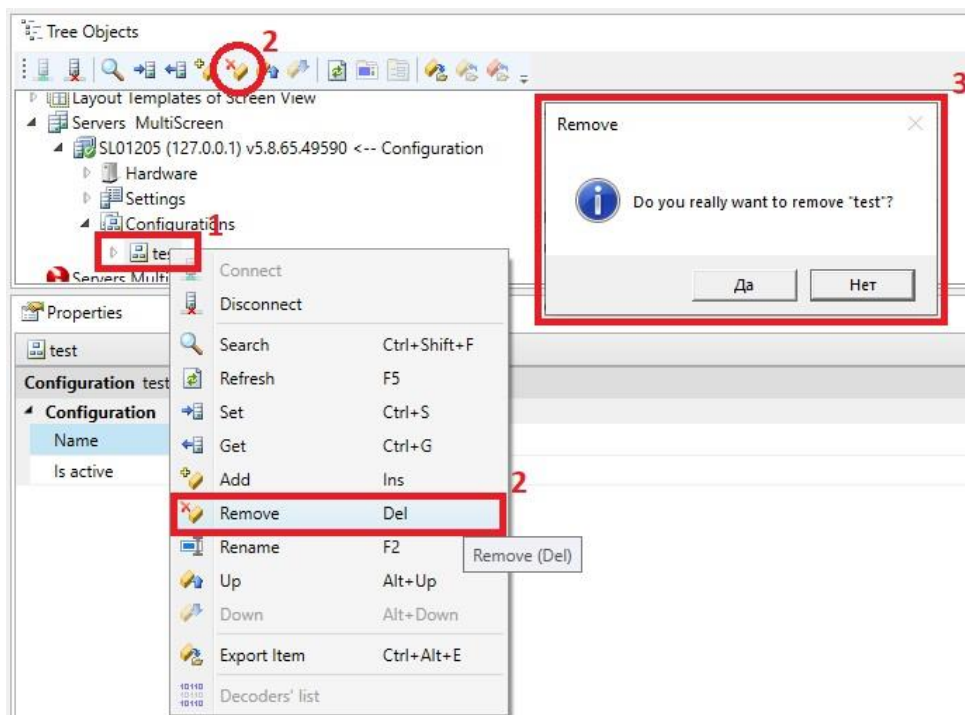 Tree Objects
2
3
Layout Templates of Screen View
Servers MultiScreen
SL01205 (127.0.0.1) v5.8.65.49590 <-- Configuration
Hardware
Settings
Configurations
1
Servers
Remove
Do you really want to remove "test"?
Да
Нет
Properties
test
Configuration test
Configuration
Name
Is active
Connect
Disconnect
Search Ctrl+Shift+F
Refresh F5
Set Ctrl+S
Get Ctrl+G
Add Ins
2
Remove Del
Rename F2
Remove (Del)
Up Alt+Up
Down Alt+Down
Export Item Ctrl+Alt+E
Decoders' list